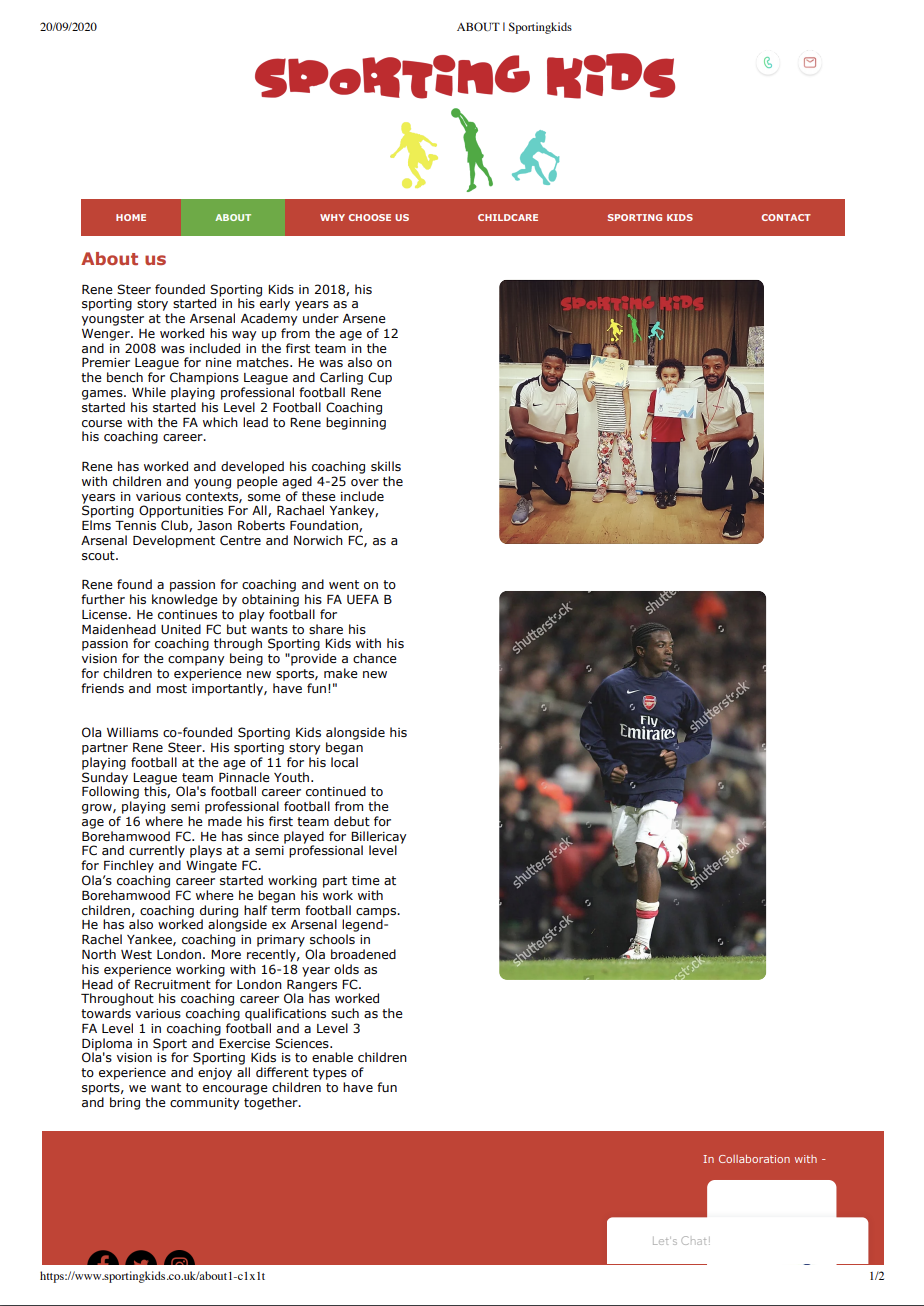 20/09/2020
ABOUT | Sportingkids
SPORTING KIDS
HOME
ABOUT
WHY CHOOSE US
CHILDCARE
SPORTING KIDS
CONTACT
About us
Rene Steer founded Sporting Kids in 2018, his
sporting story started in his early years as a
youngster at the Arsenal Academy under Arsene
Wenger. He worked his way up from the age of 12
and in 2008 was included in the first team in the
Premier League for nine matches. He was also on
the bench for Champions League and Carling Cup
games. While playing professional football Rene
started his started his Level 2 Football Coaching
course with the FA which lead to Rene beginning
his coaching career.
Rene has worked and developed his coaching skills
with children and young people aged 4-25 over the
years in various contexts, some of these include
Sporting Opportunities For All, Rachael Yankey,
Elms Tennis Club, Jason Roberts Foundation,
Arsenal Development Centre and Norwich FC, as a
scout.
Rene found a passion for coaching and went on to
further his knowledge by obtaining his FA UEFA B
License. He continues to play football for
Maidenhead United FC but wants to share his
passion for coaching through Sporting Kids with his
vision for the company being to "provide a chance
for children to experience new sports, make new
friends and most importantly, have fun!"
Ola Williams co-founded Sporting Kids alongside his
partner Rene Steer. His sporting story began
playing football at the age of 11 for his local
Sunday League team Pinnacle Youth.
Following this, Ola's football career continued to
grow, playing semi professional football from the
age of 16 where he made his first team debut for
Borehamwood FC. He has since played for Billericay
FC and currently plays at a semi professional level
for Finchley and Wingate FC.
Ola’s coaching career started working part time at
Borehamwood FC where he began his work with
children, coaching during half term football camps.
He has also worked alongside ex Arsenal legend-
Rachel Yankee, coaching in primary schools in
North West London. More recently, Ola broadened
his experience working with 16-18 year olds as
Head of Recruitment for London Rangers FC.
Throughout his coaching career Ola has worked
towards various coaching qualifications such as the
FA Level 1 in coaching football and a Level 3
Diploma in Sport and Exercise Sciences.
Ola's vision is for Sporting Kids is to enable children
to experience and enjoy all different types of
sports, we want to encourage children to have fun
and bring the community together.
SPORTING KIDS
shutterstock
shutterstock
shutterstock
Fly
Emirates
shutterstock
shutterstock
shutterstock
stock
In Collaboration with -
Let's Chat!
https://www.sportingkids.co.uk/about1-c1x1t
1/2